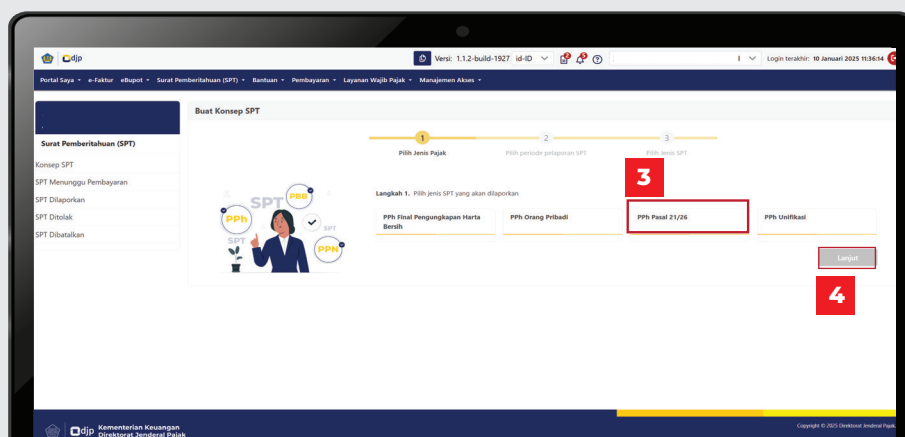 djp
Versi: 1.1.2-build-1927 id-ID
Login terakhir: 10 Januari 2025 11:36:14
Portal Saya e-Faktur eBupot Surat Pemberitahuan (SPT) Bantuan Pembayaran Layanan Wajib Pajak Manajemen Akses
Buat Konsep SPT
Surat Pemberitahuan (SPT)
Konsep SPT
SPT Menunggu Pembayaran
SPT Dilaporkan
SPT Ditolak
SPT Dibatalkan
1 2 3
Pilih Jenis Pajak Pilih periode pelaporan SPT Pilih Jenis SPT
3
Langkah 1. Pilih jenis SPT yang akan dilaporkan
SPT PBB
PPh SPT
SPT PPN
PPh Final Pengungkapan Harta Bersih
PPh Orang Pribadi
PPh Pasal 21/26
PPh Unifikasi
Lanjut
4
djp Kementerian Keuangan
Direktorat Jenderal Pajak
Copyright © 2025 Direktorat Jenderal Pajak.